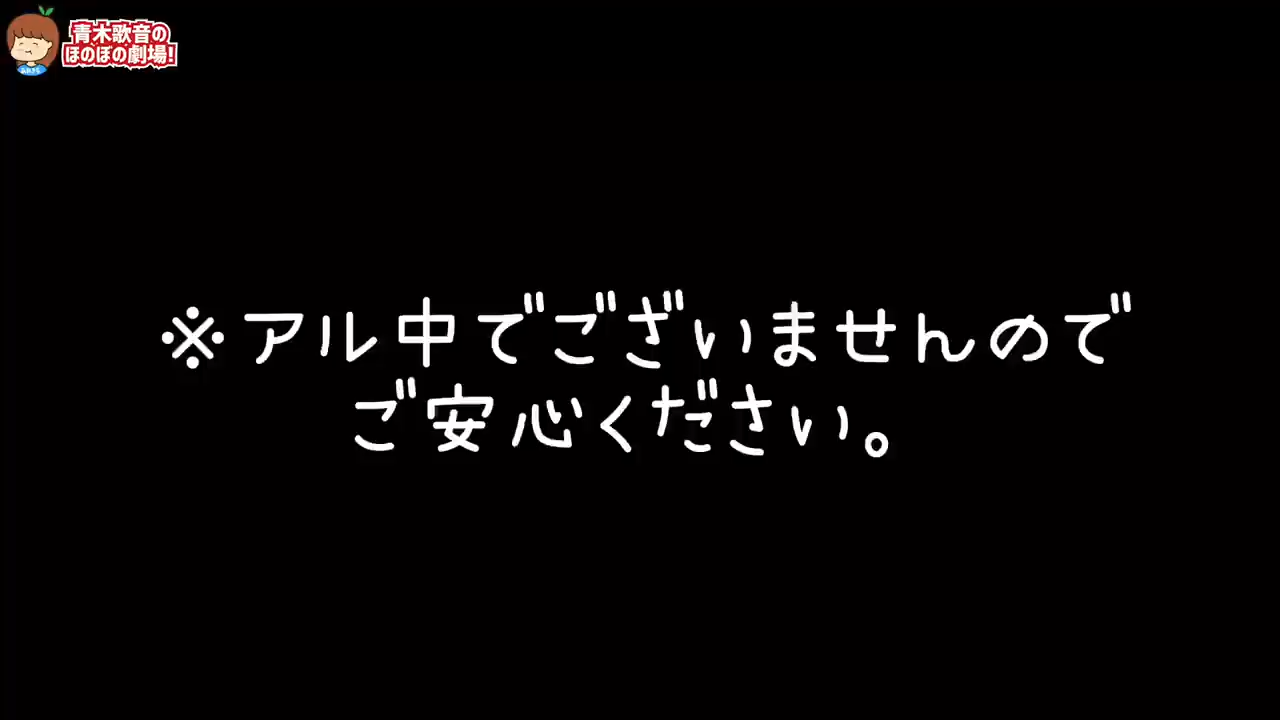 青木歌音の
ほのぼの劇場!
※アル中でございませんので
ご安心ください。